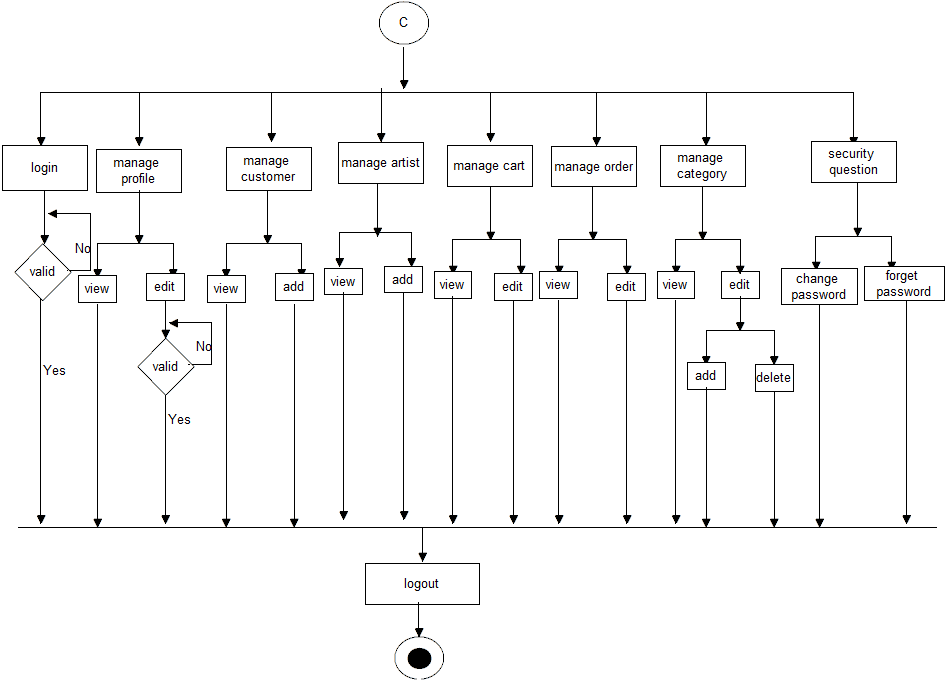 C
login
manage
profile
manage
customer
manage artist
manage cart
manage order
manage
category
security
question
No
valid
view
edit
view
add
view
add
view
edit
view
edit
view
edit
change
password
forget
password
No
valid
Yes
add
delete
Yes
logout